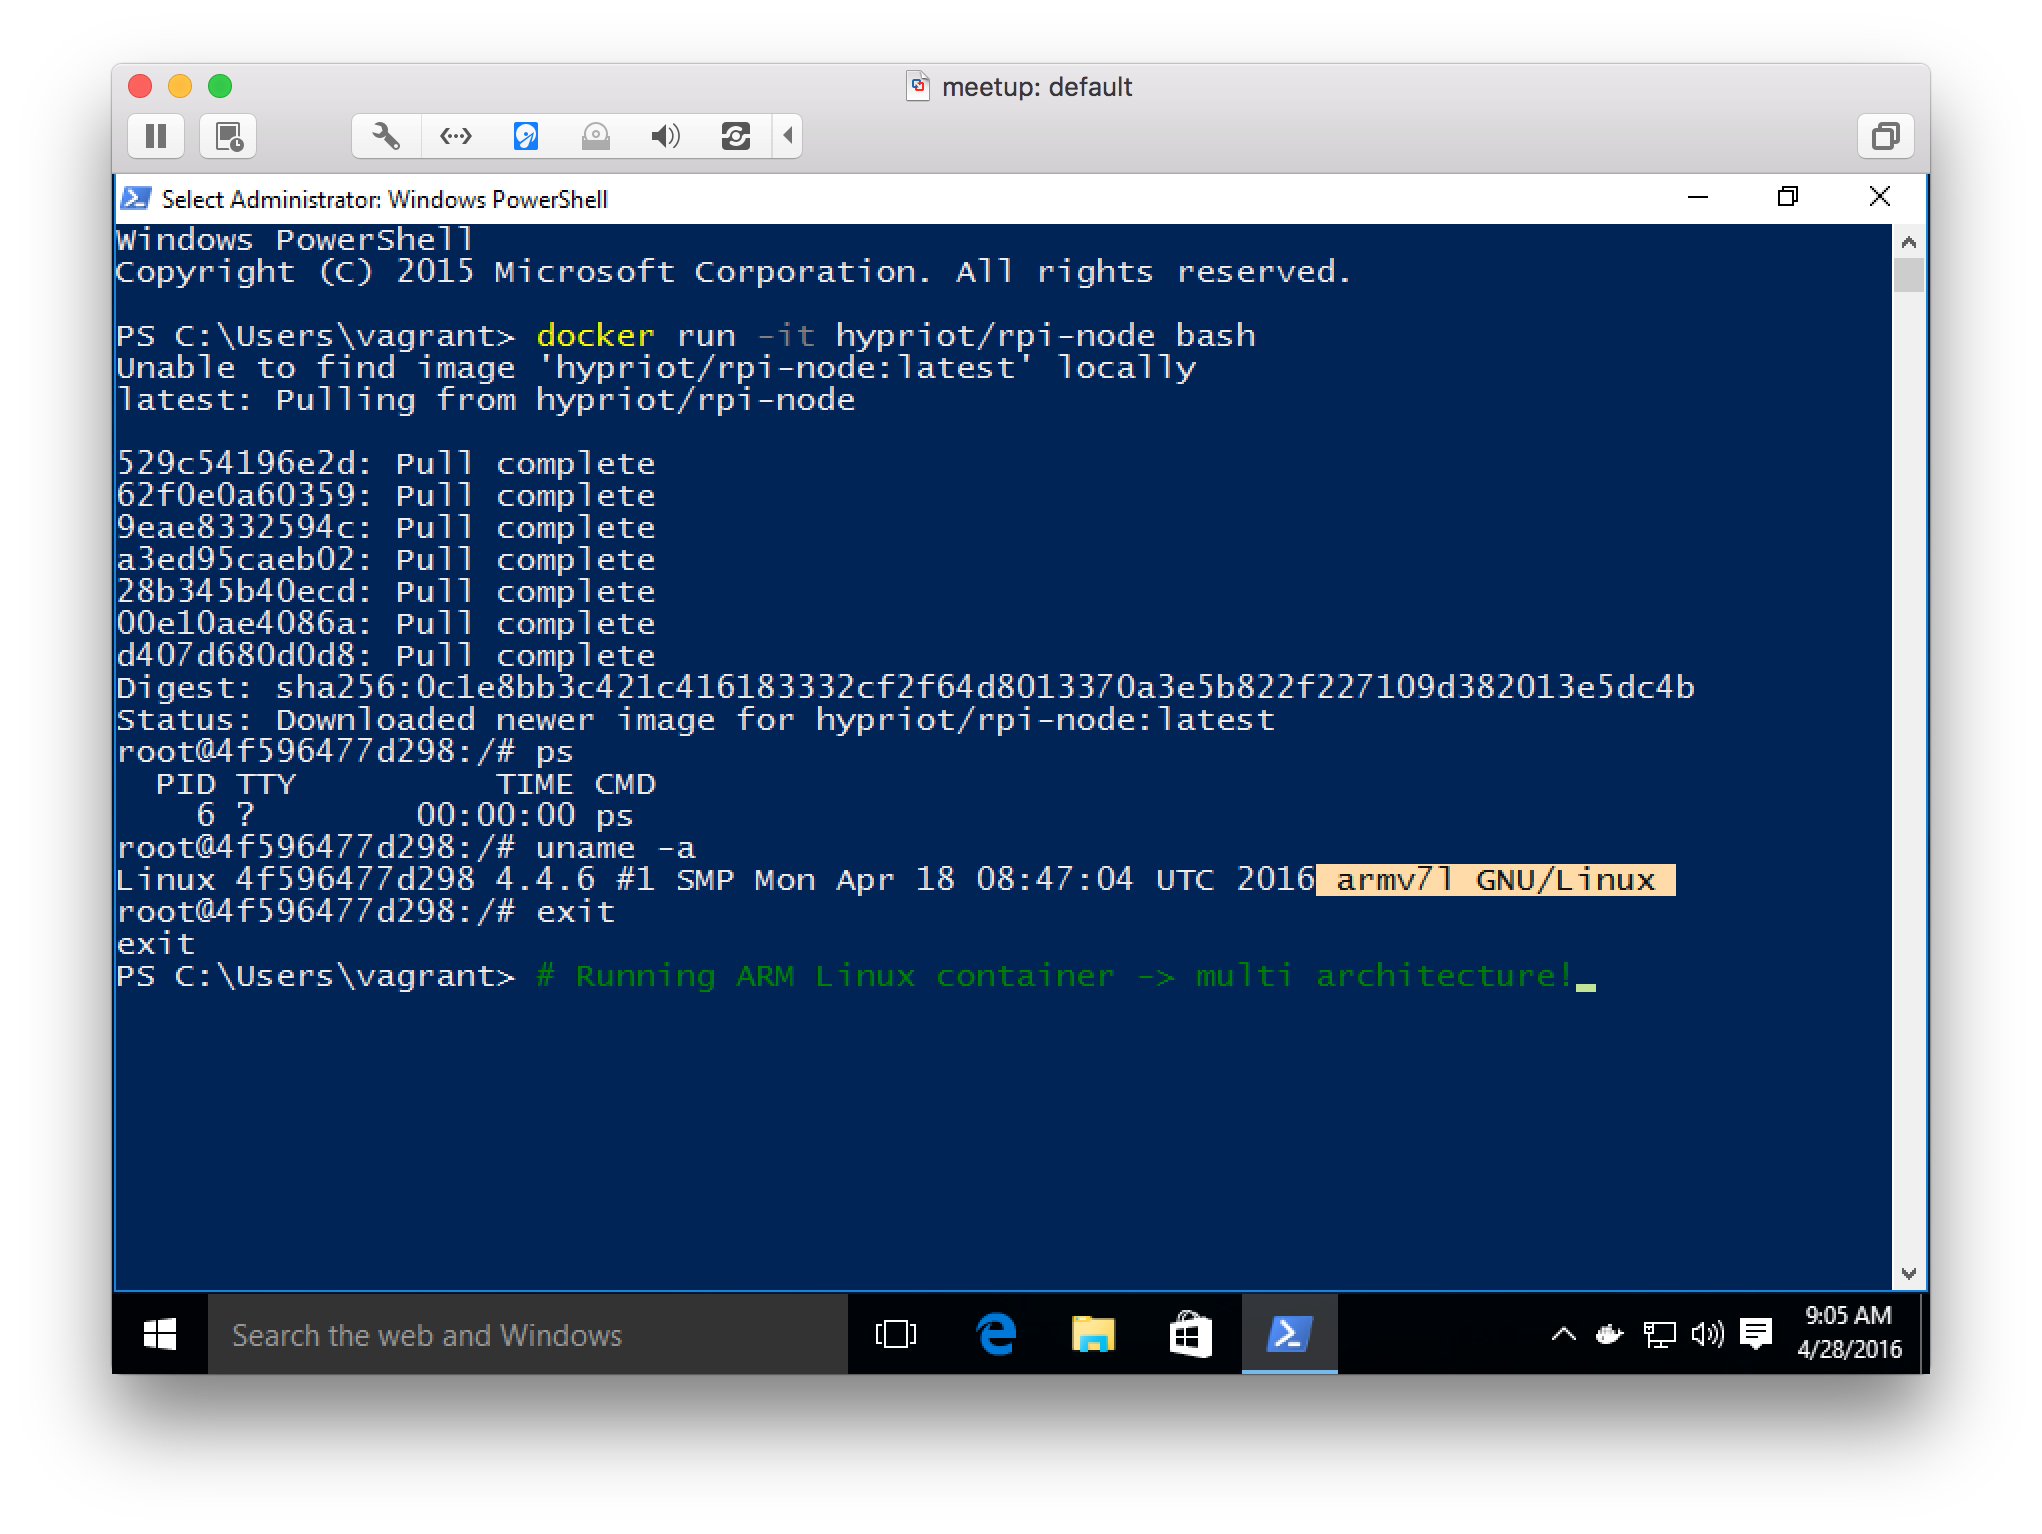 meetup: default
Select Administrator: Windows PowerShell
Windows PowerShell
Copyright (C) 2015 Microsoft Corporation. All rights reserved.
PS C:\Users\vagrant> docker run -it hypriot/rpi-node bash
Unable to find image 'hypriot/rpi-node:latest' locally
latest: Pulling from hypriot/rpi-node
529c54196e2d: Pull complete
62f0e0a60359: Pull complete
9eae8332594c: Pull complete
a3ed95caeb02: Pull complete
28b345b40ecd: Pull complete
00e10ae4086a: Pull complete
d407d680d0d8: Pull complete
Digest: sha256:0c1e8bb3c421c416183332cf2f64d8013370a3e5b822f227109d382013e5dc4b
Status: Downloaded newer image for hypriot/rpi-node:latest
root@4f596477d298:/# ps
  PID TTY          TIME CMD
    6 ?        00:00:00 ps
root@4f596477d298:/# uname -a
Linux 4f596477d298 4.4.6 #1 SMP Mon Apr 18 08:47:04 UTC 2016 armv7l GNU/Linux
root@4f596477d298:/# exit
exit
PS C:\Users\vagrant> # Running ARM Linux container -> multi architecture!
Search the web and Windows
9:05 AM
4/28/2016